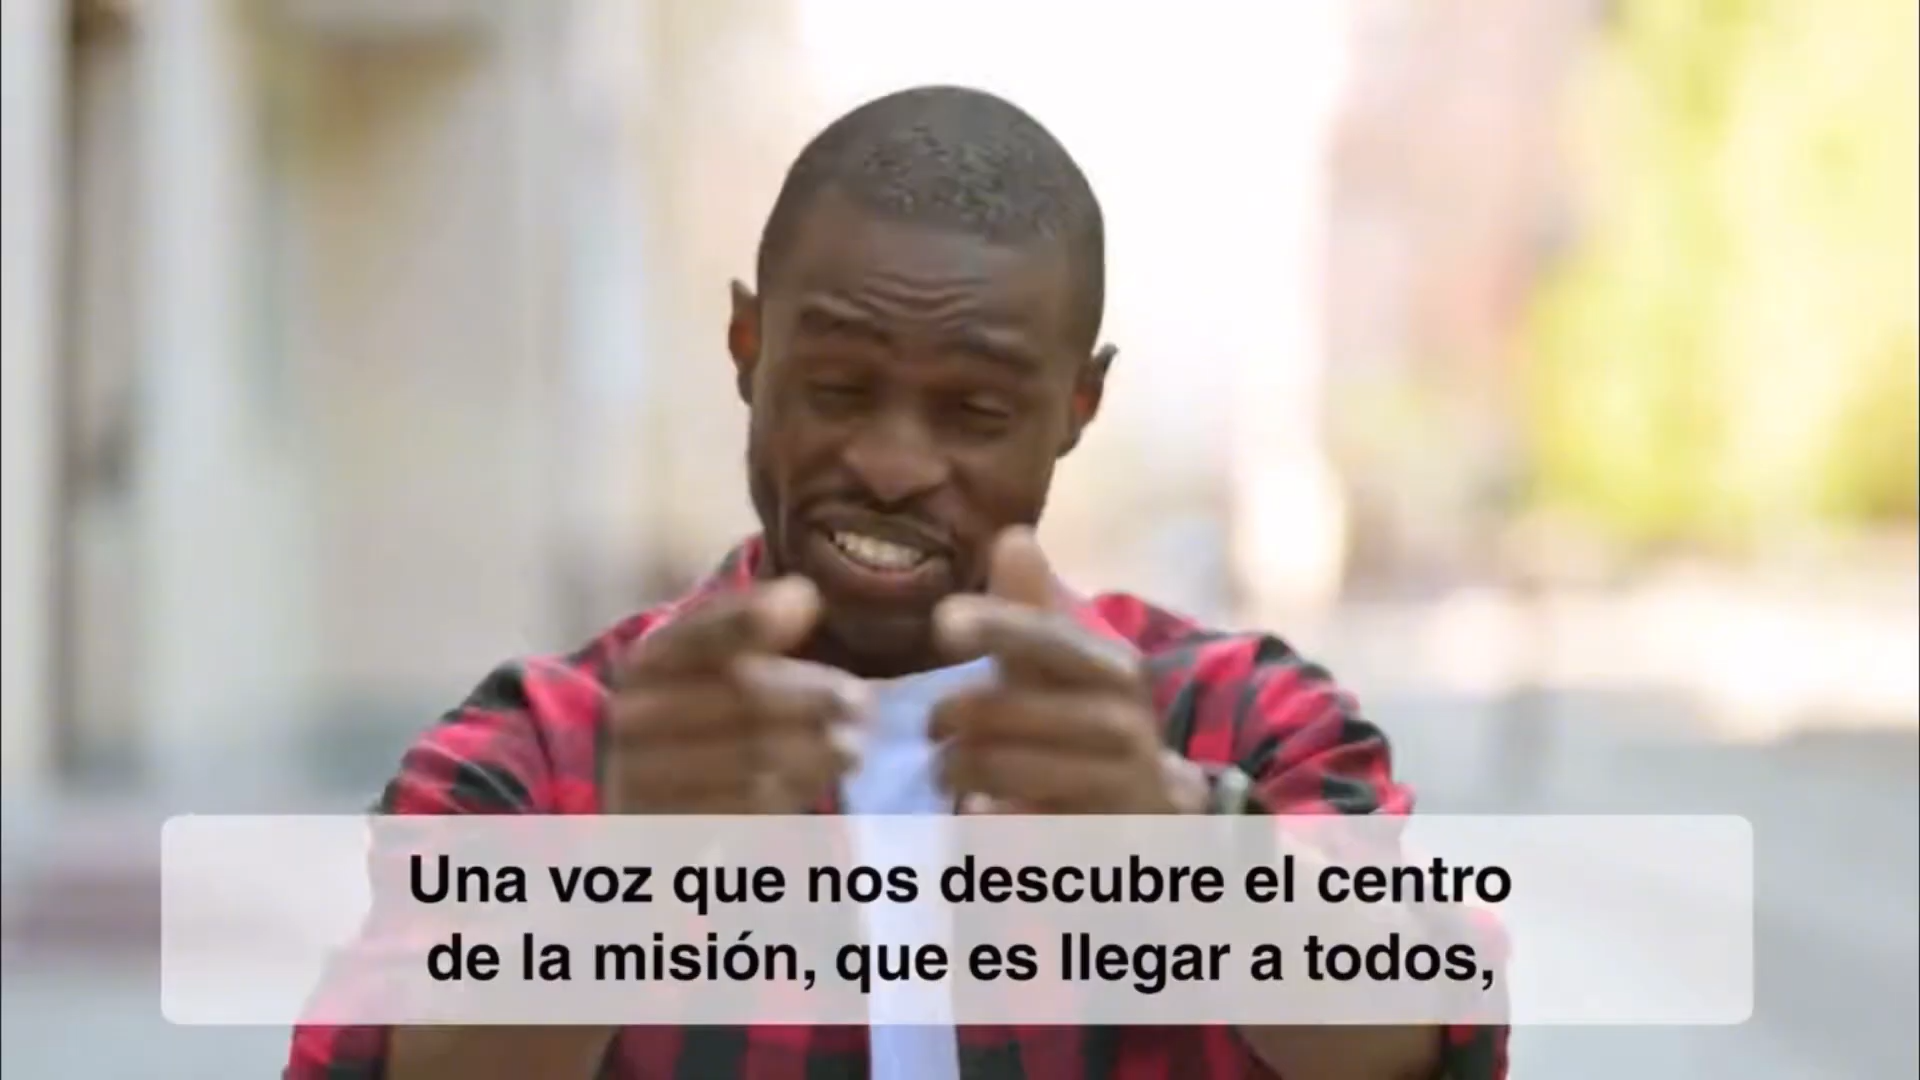 Una voz que nos descubre el centro
de la misión, que es llegar a todos,